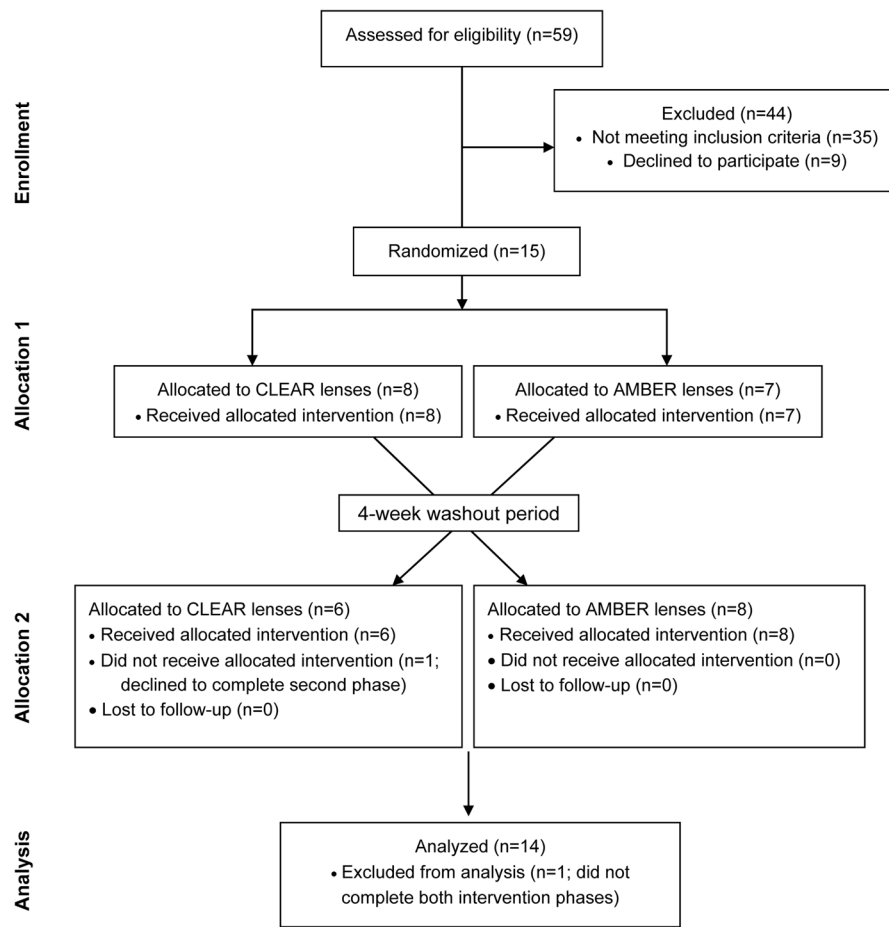 Assessed for eligibility (n=59)
Enrollment
Excluded (n=44)
• Not meeting inclusion criteria (n=35)
• Declined to participate (n=9)
Randomized (n=15)
Allocation 1
Allocated to CLEAR lenses (n=8)
• Received allocated intervention (n=8)
Allocated to AMBER lenses (n=7)
• Received allocated intervention (n=7)
4-week washout period
Allocation 2
Allocated to CLEAR lenses (n=6)
• Received allocated intervention (n=6)
• Did not receive allocated intervention (n=1;
declined to complete second phase)
• Lost to follow-up (n=0)
Allocated to AMBER lenses (n=8)
• Received allocated intervention (n=8)
• Did not receive allocated intervention (n=0)
• Lost to follow-up (n=0)
Analysis
Analyzed (n=14)
• Excluded from analysis (n=1; did not
complete both intervention phases)